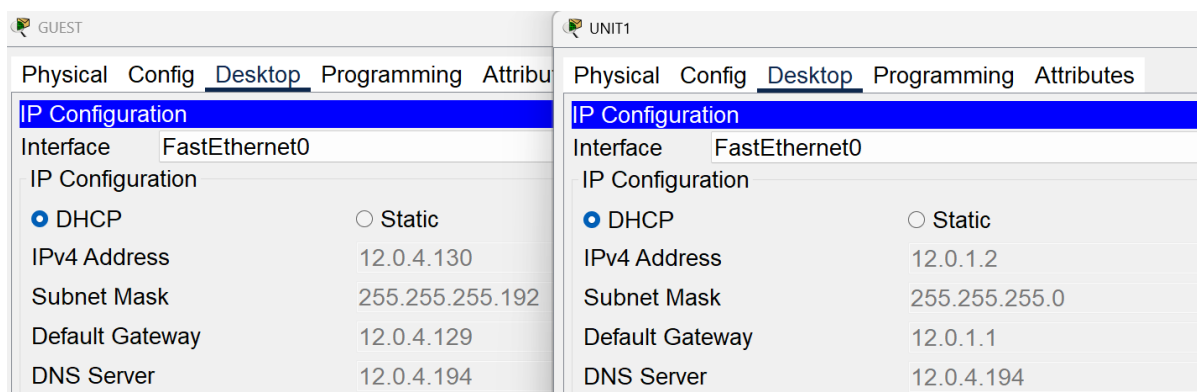 GUEST
Physical Config Desktop Programming Attribu
IP Configuration
Interface FastEthernet0
IP Configuration
DHCP Static
IPv4 Address 12.0.4.130
Subnet Mask 255.255.255.192
Default Gateway 12.0.4.129
DNS Server 12.0.4.194
UNIT1
Physical Config Desktop Programming Attributes
IP Configuration
Interface FastEthernet0
IP Configuration
DHCP Static
IPv4 Address 12.0.1.2
Subnet Mask 255.255.255.0
Default Gateway 12.0.1.1
DNS Server 12.0.4.194